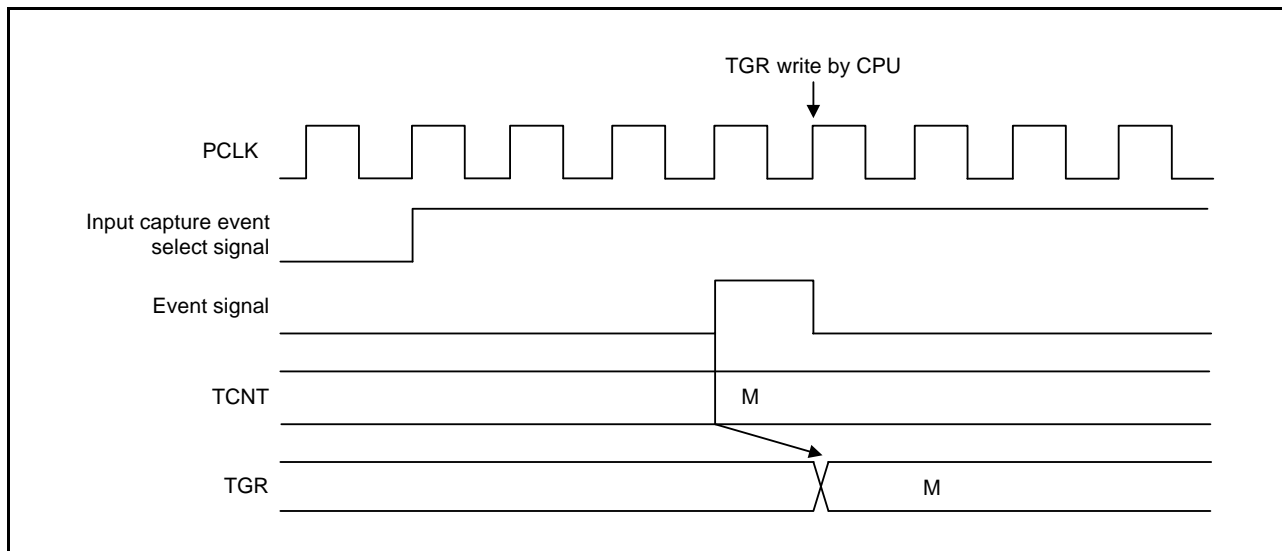 TGR write by CPU
PCLK
Input capture event
select signal
Event signal
TCNT
M
TGR
M